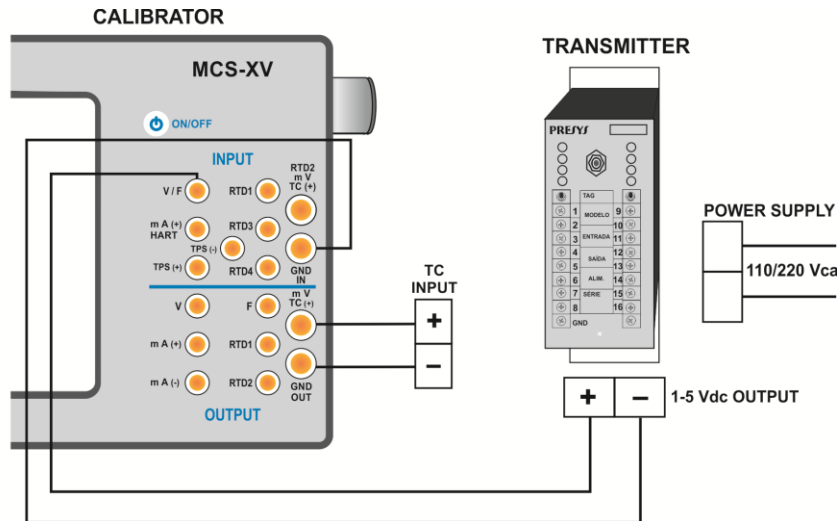 CALIBRATOR
MCS-XV
ON/OFF
INPUT
V / F
RTD1
RTD2
m V
TC (+)
m A (+)
HART
RTD3
TPS (-)
TPS (+)
RTD4
GND
IN
V
F
m V
TC (+)
m A (+)
RTD1
m A (-)
RTD2
GND
OUT
OUTPUT
TC
INPUT
+
−
TRANSMITTER
PRESYS
TAG
1 MODELO 9
2 10
3 ENTRADA 11
4 12
5 SAÍDA 13
6 ALIM. 14
7 SÉRIE 15
8 16
GND
+ −
1-5 Vdc OUTPUT
POWER SUPPLY
110/220 Vca